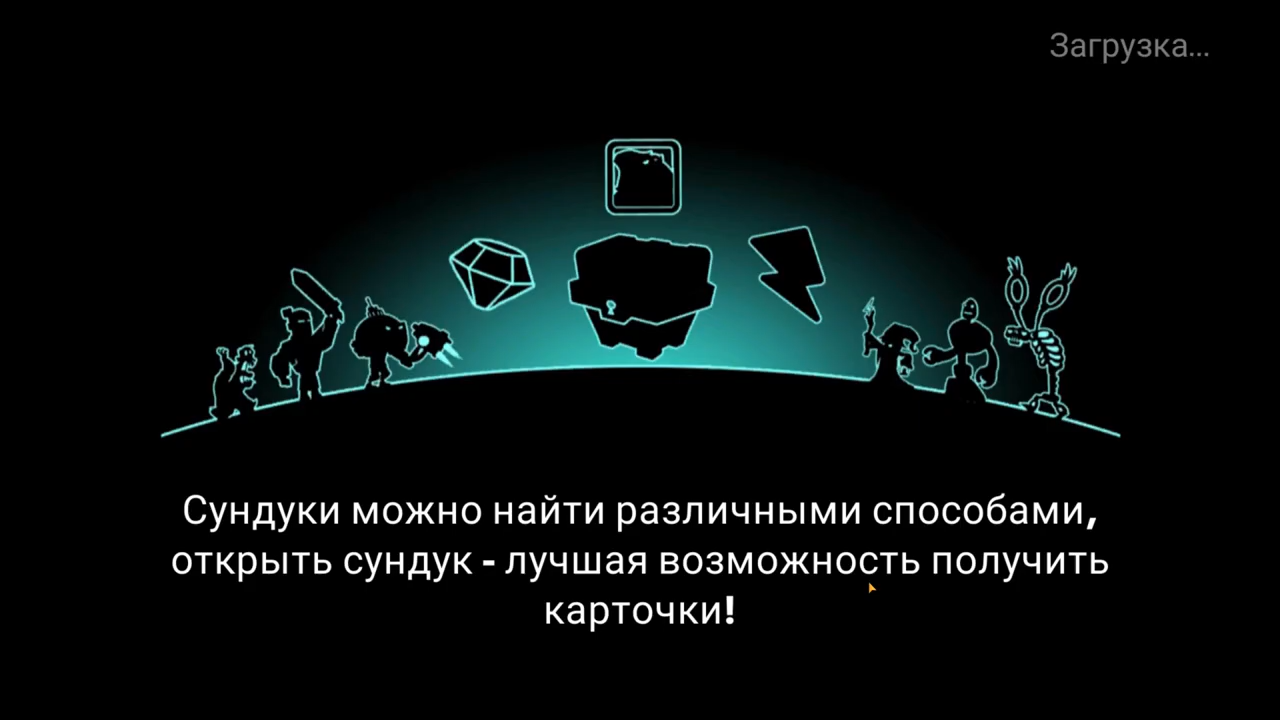 Загрузка...
Сундуки можно найти различными способами,
открыть сундук - лучшая возможность получить
карточки!